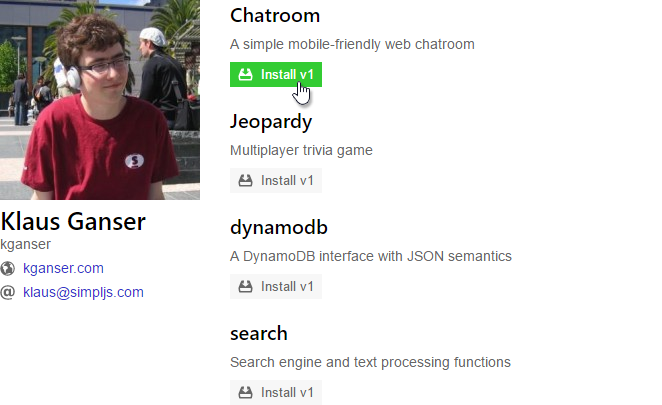 Klaus Ganser
kganser
kganser.com
klaus@simpljs.com
Chatroom
A simple mobile-friendly web chatroom
Install v1
Jeopardy
Multiplayer trivia game
Install v1
dynamodb
A DynamoDB interface with JSON semantics
Install v1
search
Search engine and text processing functions
Install v1